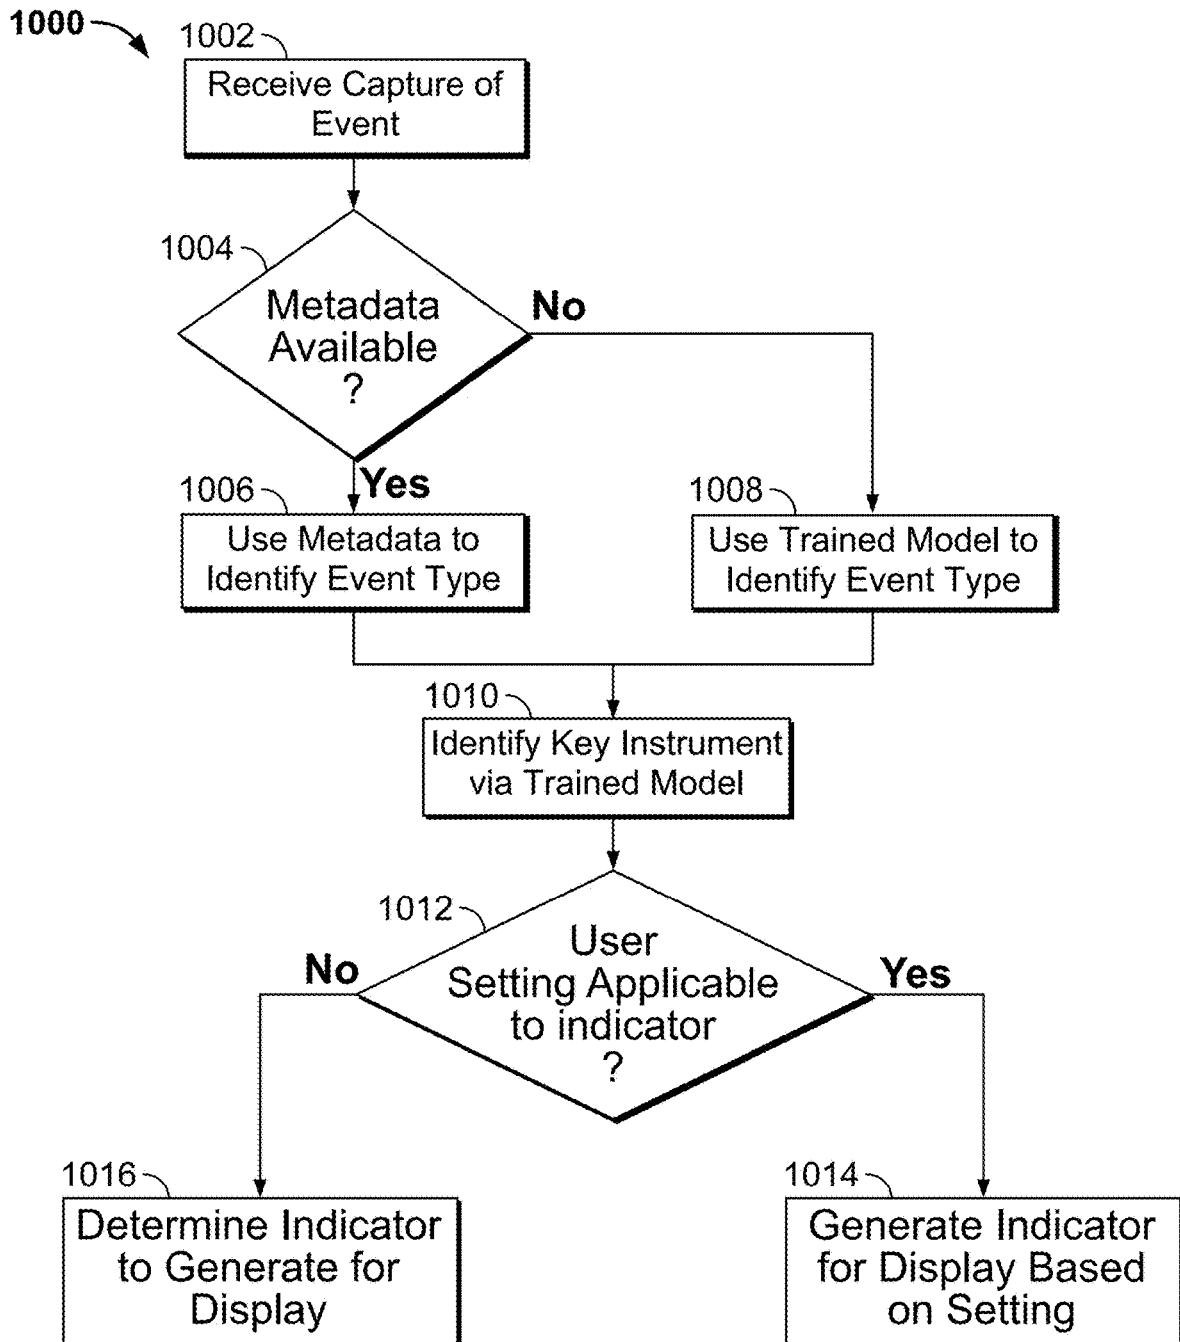 1000
1002
Receive Capture of
Event
1004
Metadata
Available
?
No
Yes
1006
Use Metadata to
Identify Event Type
1008
Use Trained Model to
Identify Event Type
1010
Identify Key Instrument
via Trained Model
1012
User
Setting Applicable
to indicator
?
No
Yes
1016
Determine Indicator
to Generate for
Display
1014
Generate Indicator
for Display Based
on Setting